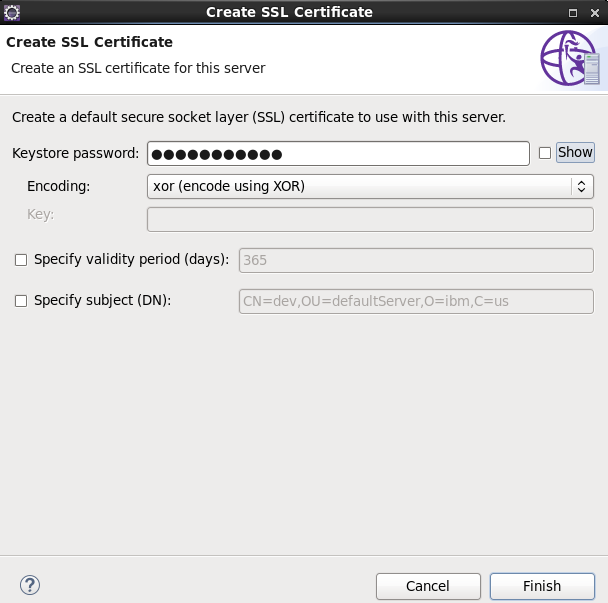 Create SSL Certificate
Create SSL Certificate
Create an SSL certificate for this server
Create a default secure socket layer (SSL) certificate to use with this server.
Keystore password: ●●●●●●●●●●● Show
Encoding: xor (encode using XOR)
Key:
Specify validity period (days): 365
Specify subject (DN): CN=dev,OU=defaultServer,O=ibm,C=us
? Cancel Finish